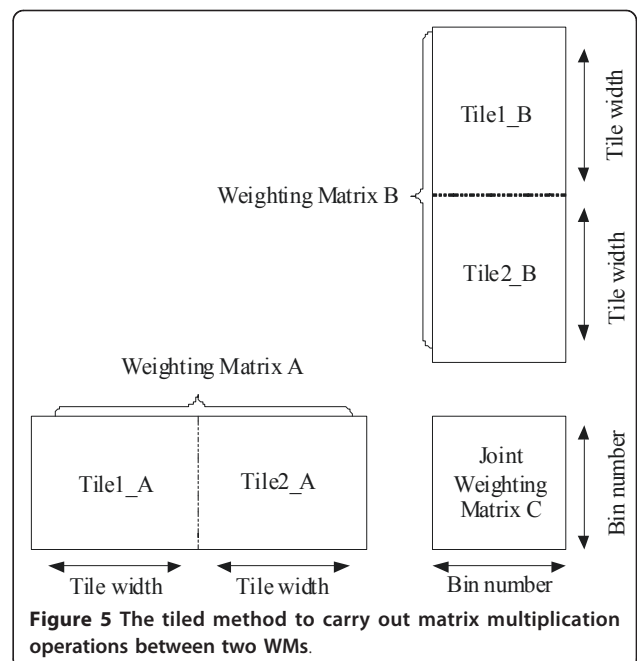 Tile1_B
Tile width
Weighting Matrix B
Tile2_B
Tile width
Weighting Matrix A
Tile1_A
Tile2_A
Joint
Weighting
Matrix C
Bin number
Tile width
Tile width
Bin number
Figure 5 The tiled method to carry out matrix multiplication
operations between two WMs.